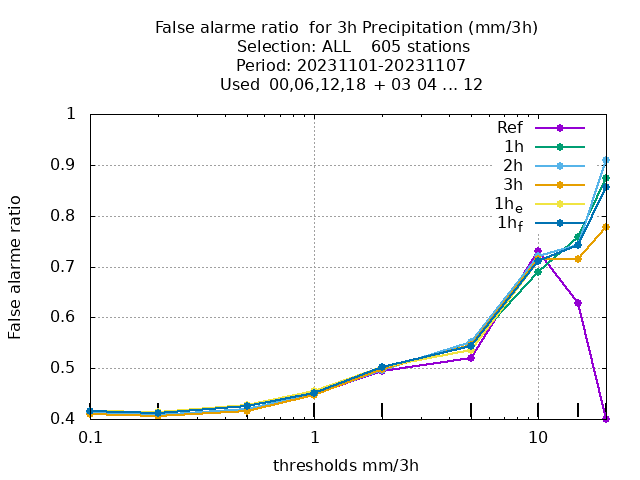 False alarme ratio  for 3h Precipitation (mm/3h)
Selection: ALL    605 stations
Period: 20231101-20231107
Used  00,06,12,18  + 03 04 ... 12
Ref
1h
2h
3h
1he
1hf
1
0.9
0.8
0.7
0.6
0.5
0.4
0.1
1
10
False alarme ratio
thresholds mm/3h